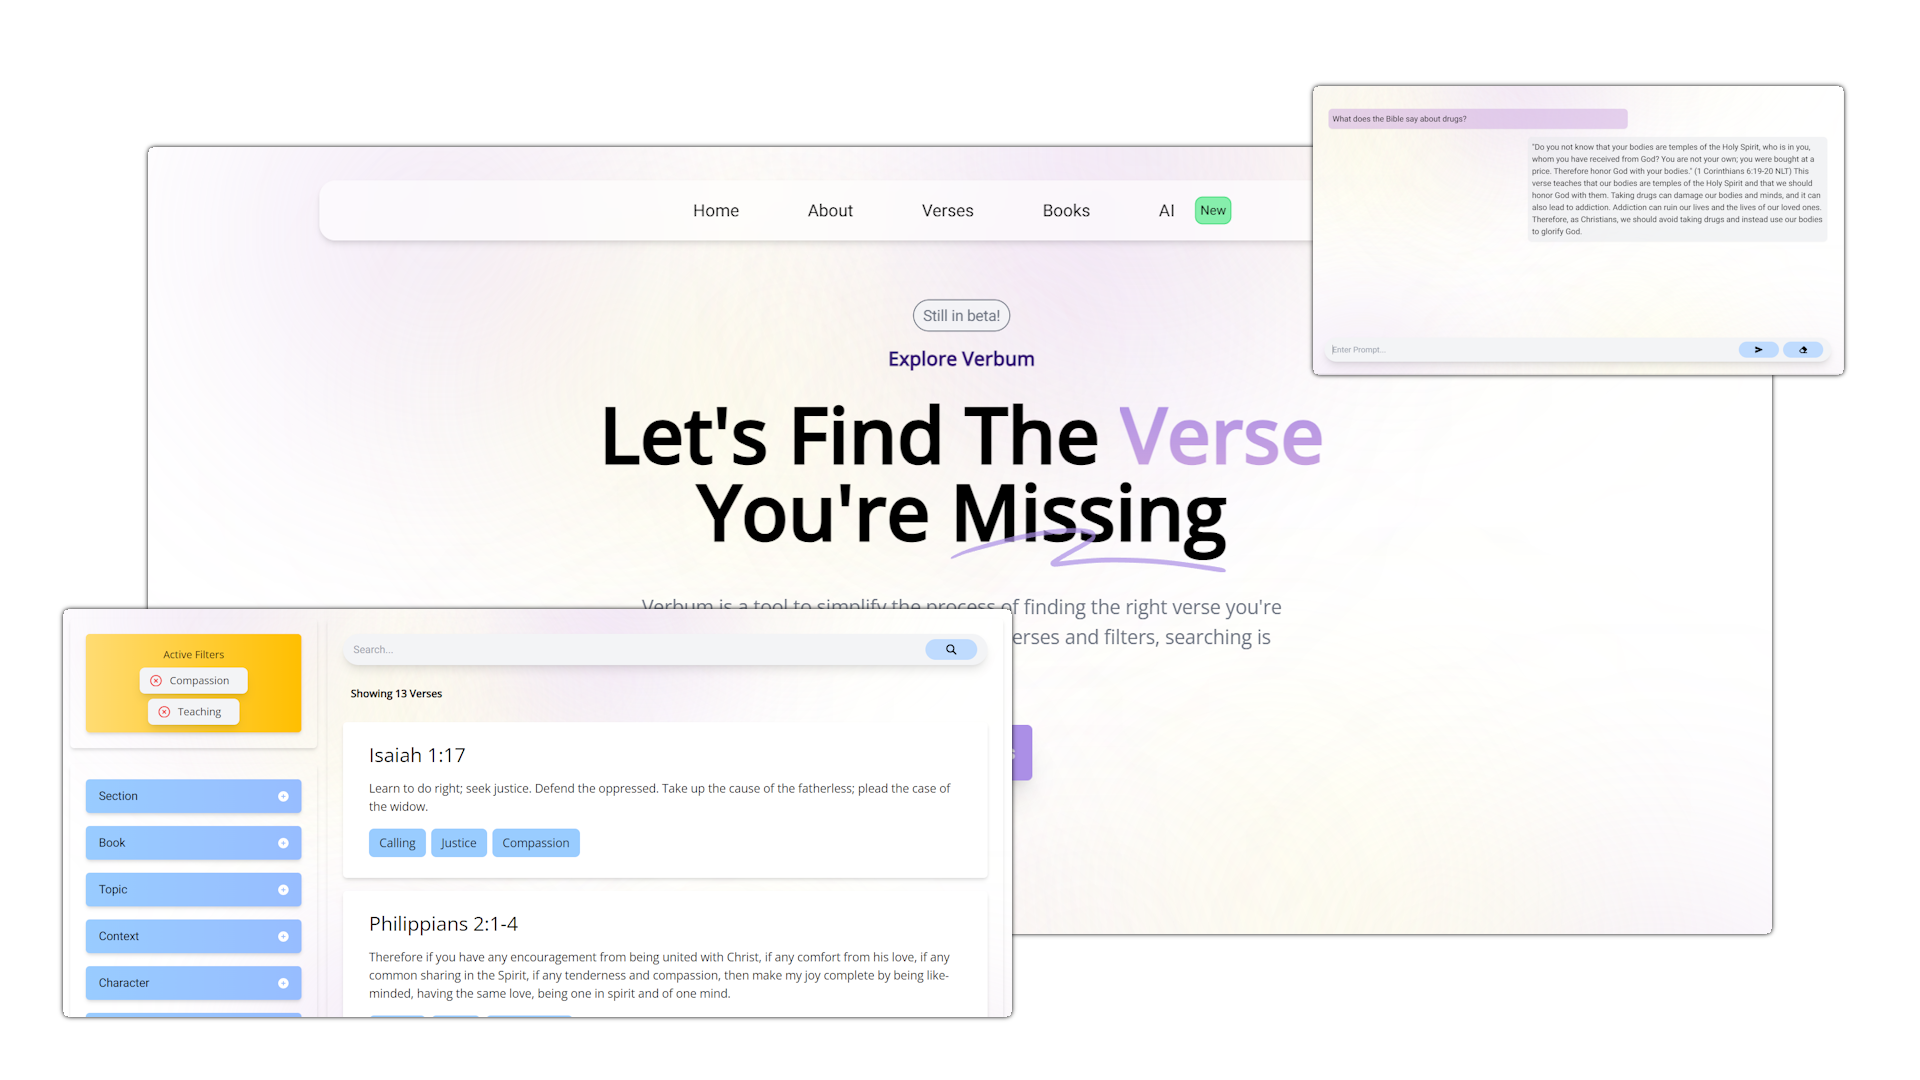 What does the Bible say about drugs?
"Do you not know that your bodies are temples of the Holy Spirit, who is in you,
whom you have received from God? You are not your own; you were bought at a
price. Therefore honor God with your bodies." (1 Corinthians 6:19-20 NLT) This
verse teaches that our bodies are temples of the Holy Spirit and that we should
honor God with them. Taking drugs can damage our bodies and minds, and it can
also lead to addiction. Addiction can ruin our lives and the lives of our loved ones.
Therefore, as Christians, we should avoid taking drugs and instead use our bodies
to glorify God.
Enter Prompt...
Home About Verses Books AI New
Still in beta!
Explore Verbum
Let's Find The Verse
You're Missing
Verbum is a tool to simplify the process of finding the right verse you're
erses and filters, searching is
Active Filters
Compassion
Teaching
Section
Book
Topic
Context
Character
Search...
Showing 13 Verses
Isaiah 1:17
Learn to do right; seek justice. Defend the oppressed. Take up the cause of the fatherless; plead the case of
the widow.
Calling Justice Compassion
Philippians 2:1-4
Therefore if you have any encouragement from being united with Christ, if any comfort from his love, if any
common sharing in the Spirit, if any tenderness and compassion, then make my joy complete by being like-
minded, having the same love, being one in spirit and of one mind.